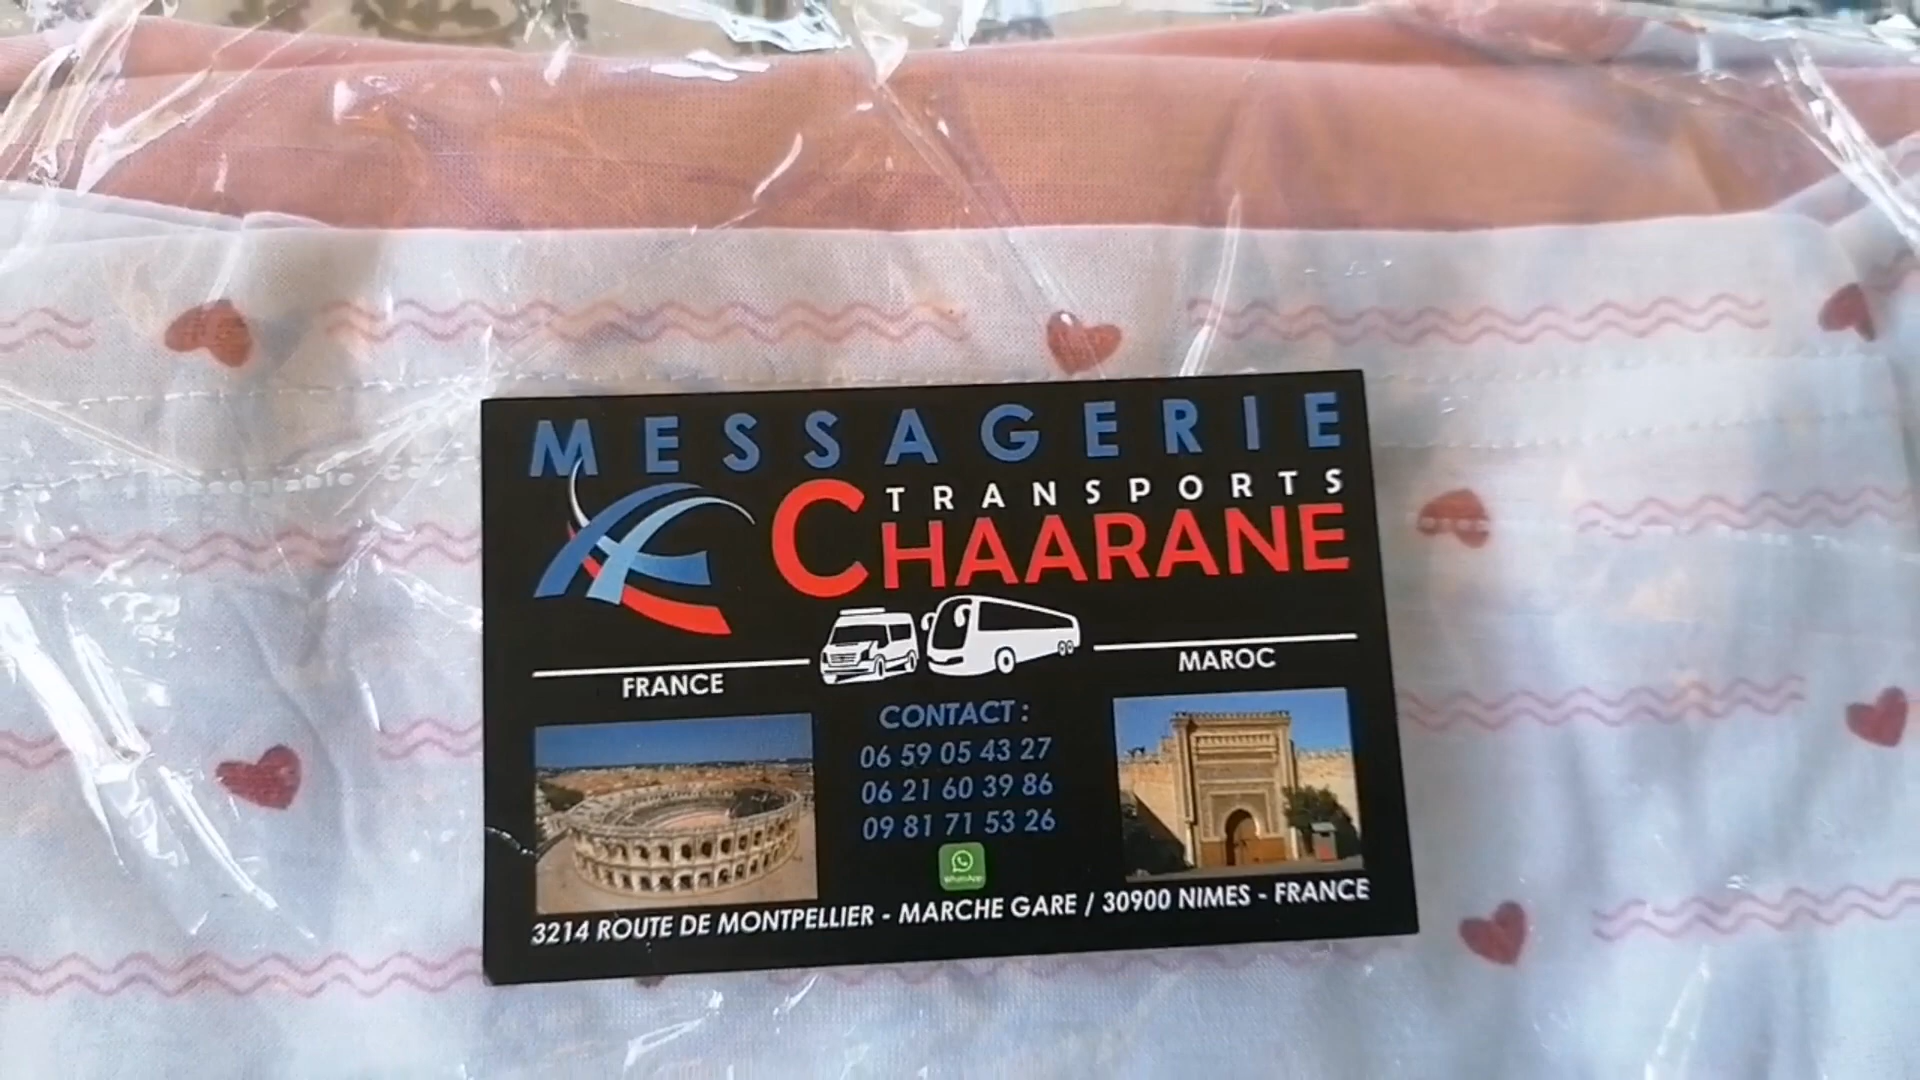 MESSAGERIE
TRANSPORTS
CHAARANE
FRANCE
MAROC
CONTACT :
06 59 05 43 27
06 21 60 39 86
09 81 71 53 26
WhatsApp
3214 ROUTE DE MONTPELLIER - MARCHE GARE / 30900 NIMES - FRANCE